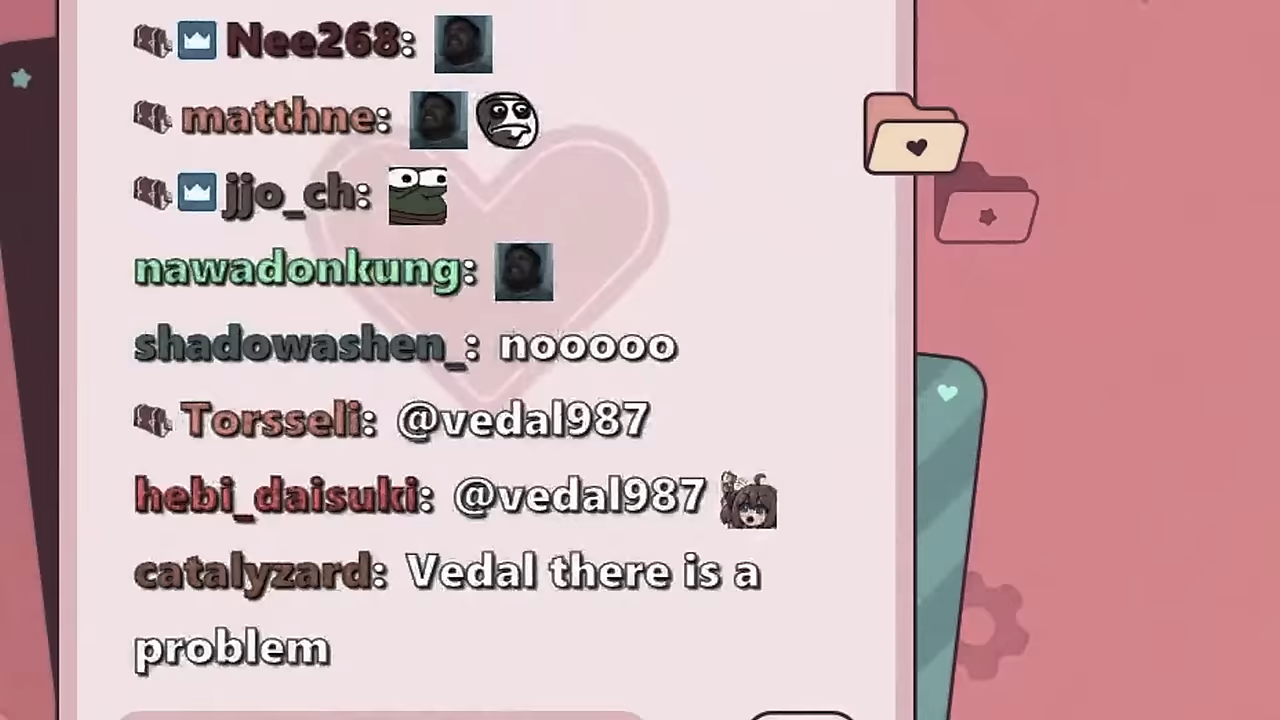 Nee268:
matthne:
jjo_ch:
nawadonkung:
shadowashen_: nooooo
Torsseli: @vedal987
hebi_daisuki: @vedal987
catalyzard: Vedal there is a
problem